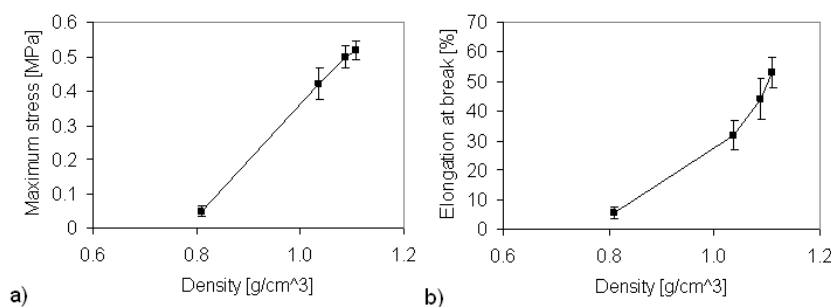 Maximum stress [MPa]
0.6
0.5
0.4
0.3
0.2
0.1
0
0.6 0.8 1.0 1.2
Density [g/cm^3]
a)
Elongation at break [%]
70
60
50
40
30
20
10
0
0.6 0.8 1.0 1.2
Density [g/cm^3]
b)